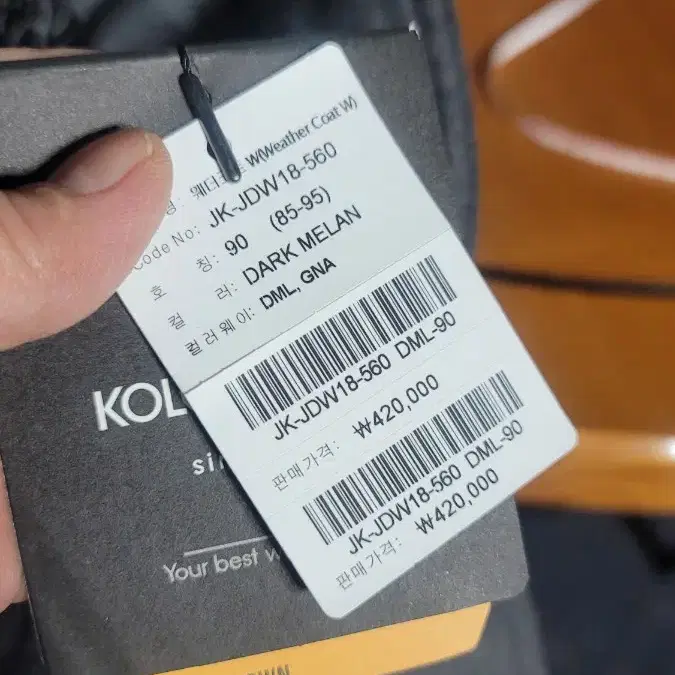 명: 웨더코트 W(Weather Coat W)
Code No: JK-JDW18-560
호 칭: 90 (85-95)
컬 러: DARK MELAN
컬러웨이: DML, GNA
JK-JDW18-560 DML-90
판매가격: ₩420,000
JK-JDW18-560 DML-90
판매가격: ₩420,000
KOL
Your best